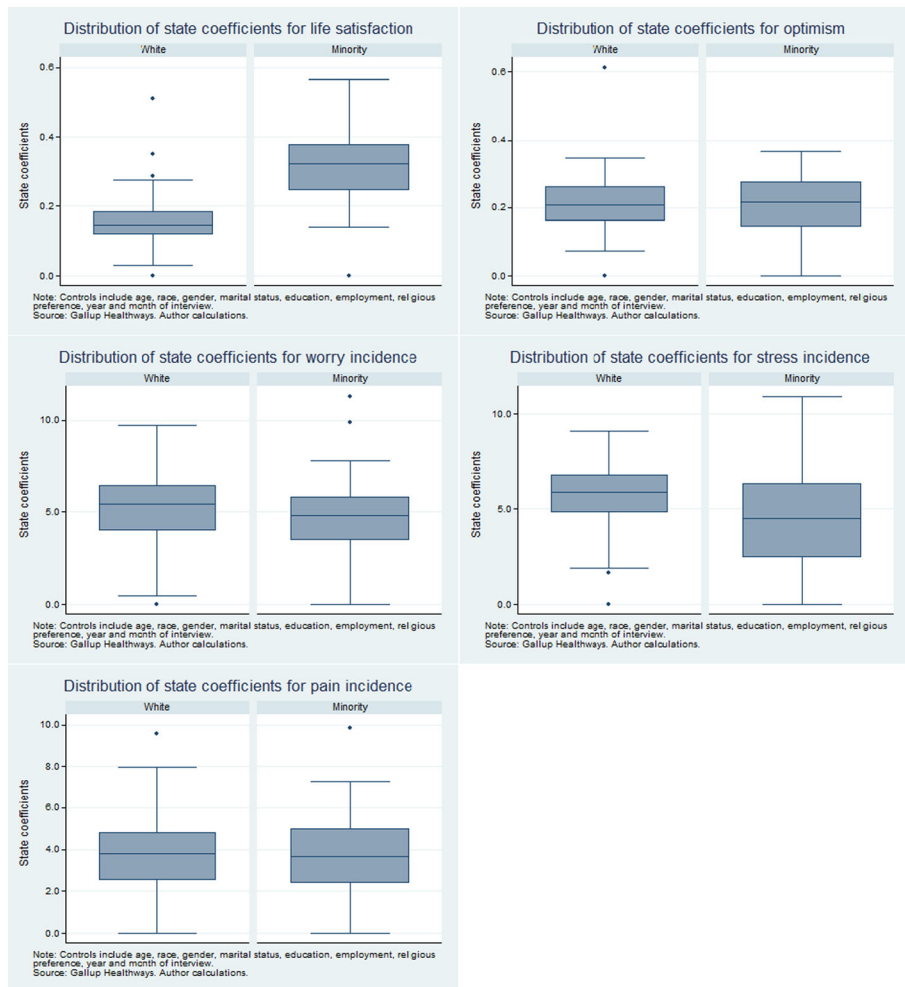 Distribution of state coefficients for life satisfaction
White Minority
0.6
0.4
0.2
0.0
State coefficients
Note: Controls include age, race, gender, marital status, education, employment, religious
preference, year and month of interview.
Source: Gallup Healthways. Author calculations.
Distribution of state coefficients for optimism
White Minority
0.6
0.4
0.2
0.0
State coefficients
Note: Controls include age, race, gender, marital status, education, employment, religious
preference, year and month of interview.
Source: Gallup Healthways. Author calculations.
Distribution of state coefficients for worry incidence
White Minority
10.0
5.0
0.0
State coefficients
Note: Controls include age, race, gender, marital status, education, employment, religious
preference, year and month of interview.
Source: Gallup Healthways. Author calculations.
Distribution of state coefficients for stress incidence
White Minority
10.0
5.0
0.0
State coefficients
Note: Controls include age, race, gender, marital status, education, employment, religious
preference, year and month of interview.
Source: Gallup Healthways. Author calculations.
Distribution of state coefficients for pain incidence
White Minority
10.0
8.0
6.0
4.0
2.0
0.0
State coefficients
Note: Controls include age, race, gender, marital status, education, employment, religious
preference, year and month of interview.
Source: Gallup Healthways. Author calculations.